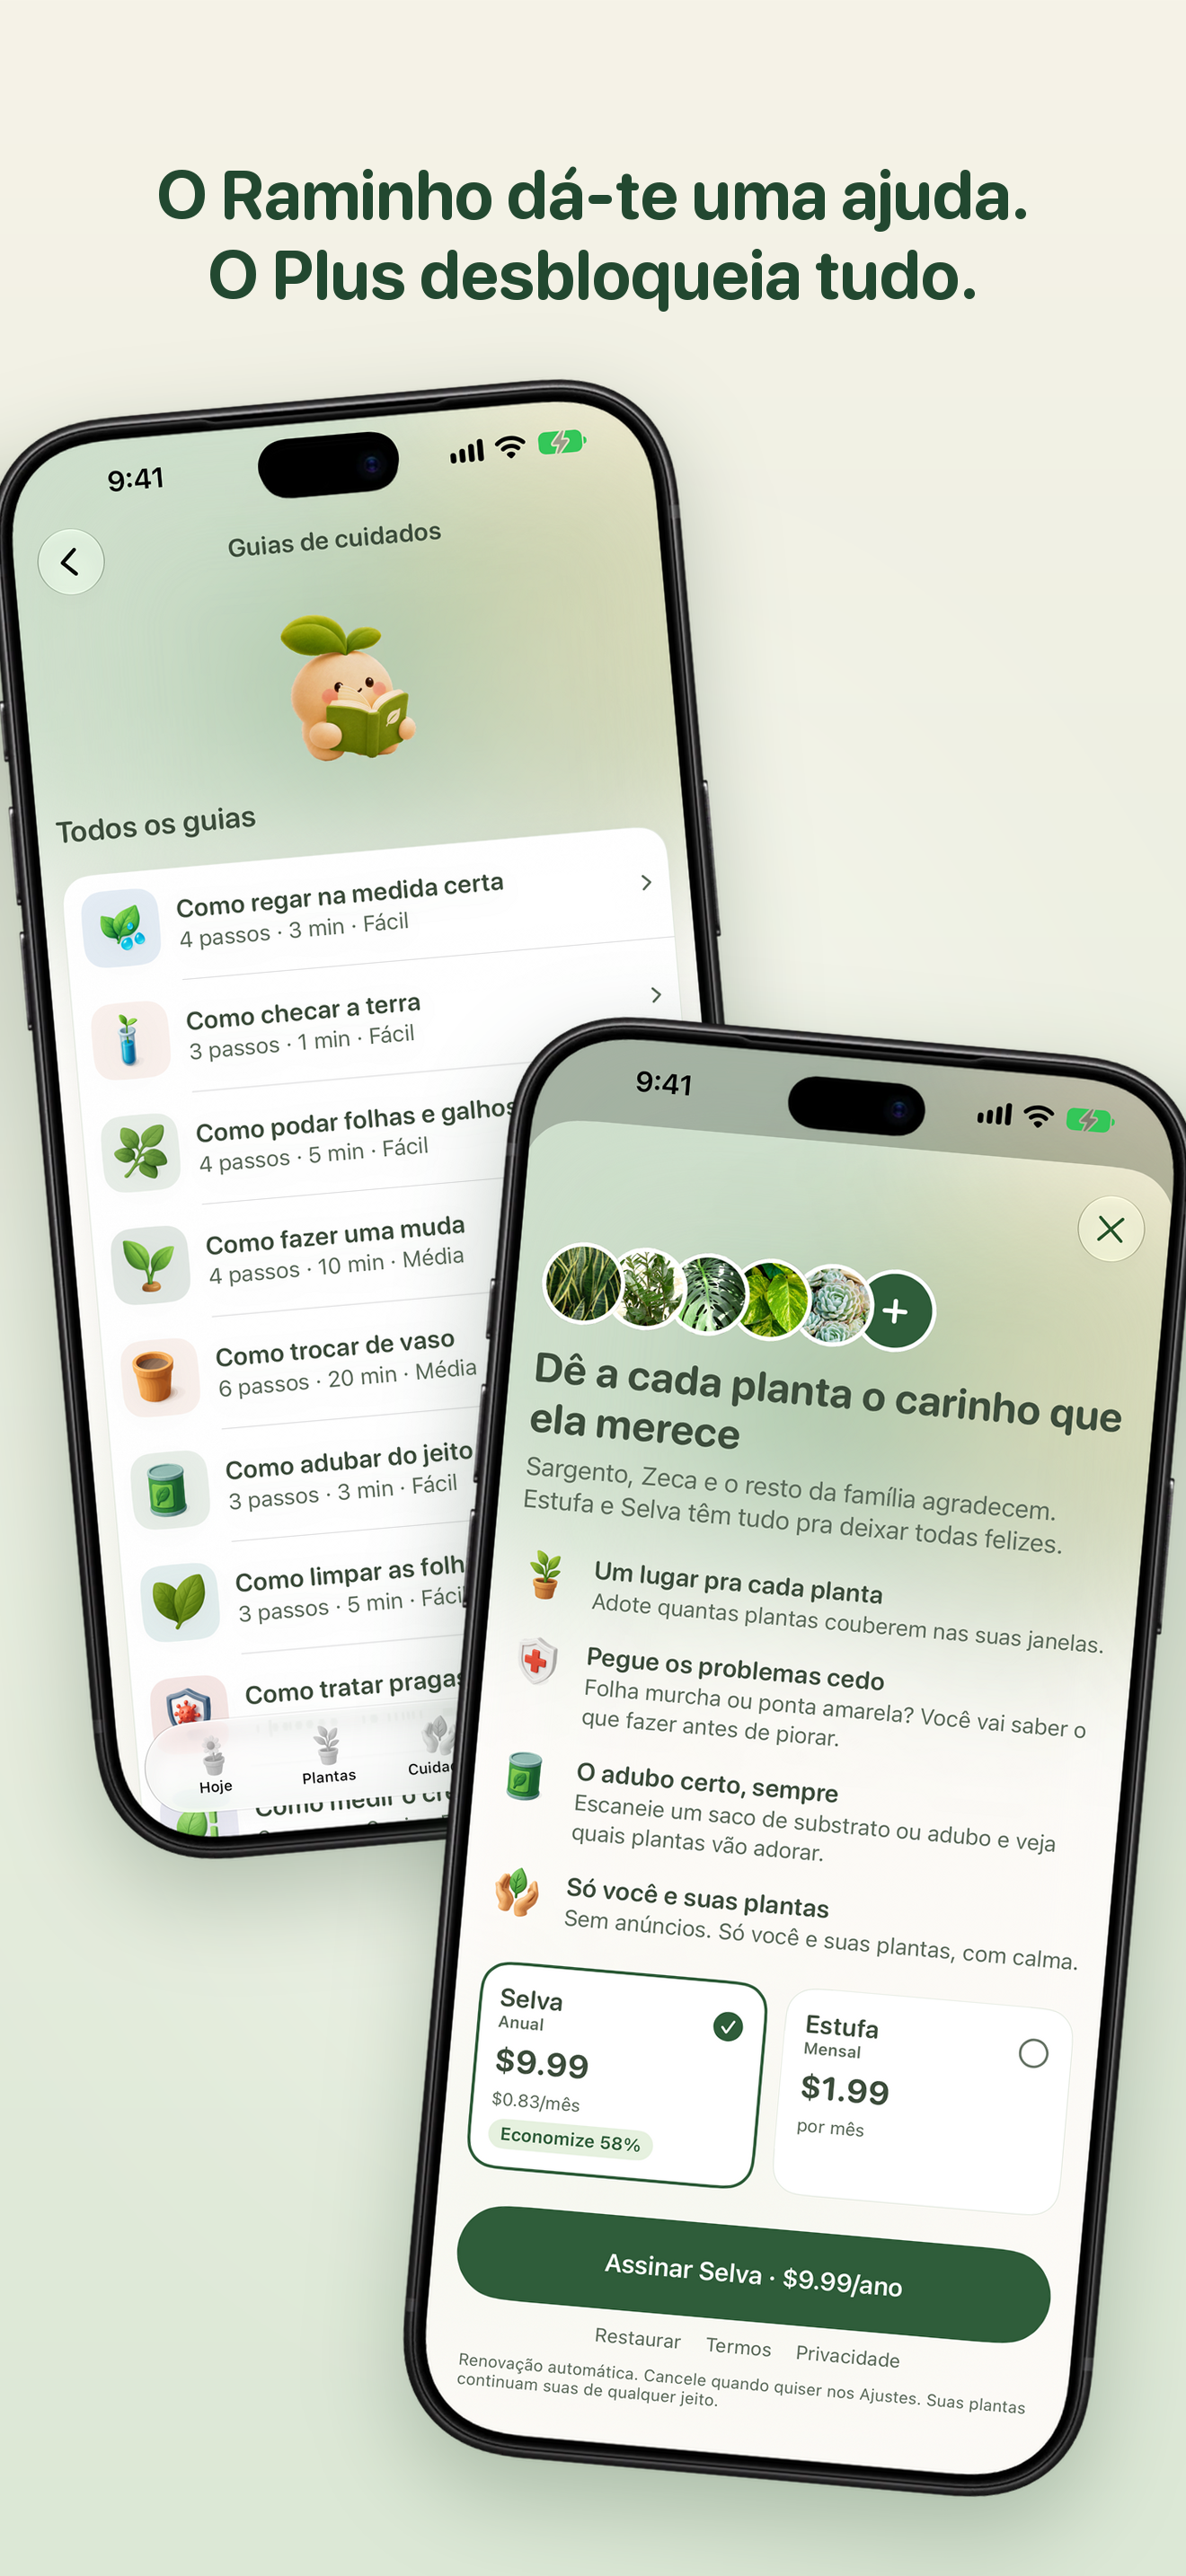 O Raminho dá-te uma ajuda.
O Plus desbloqueia tudo.
9:41
Guias de cuidados
Todos os guias
Como regar na medida certa
4 passos · 3 min · Fácil
Como checar a terra
3 passos · 1 min · Fácil
Como podar folhas e galhos
4 passos · 5 min · Fácil
Como fazer uma muda
4 passos · 10 min · Média
Como trocar de vaso
6 passos · 20 min · Média
Como adubar do jeito
3 passos · 3 min · Fácil
Como limpar as folh
3 passos · 5 min · Fácil
Como tratar pragas
Hoje
Plantas
Cuida
Como medir o cre
9:41
Dê a cada planta o carinho que
ela merece
Sargento, Zeca e o resto da família agradecem.
Estufa e Selva têm tudo pra deixar todas felizes.
Um lugar pra cada planta
Adote quantas plantas couberem nas suas janelas.
Pegue os problemas cedo
Folha murcha ou ponta amarela? Você vai saber o
que fazer antes de piorar.
O adubo certo, sempre
Escaneie um saco de substrato ou adubo e veja
quais plantas vão adorar.
Só você e suas plantas
Sem anúncios. Só você e suas plantas, com calma.
Selva
Anual
$9.99
$0.83/mês
Economize 58%
Estufa
Mensal
$1.99
por mês
Assinar Selva · $9.99/ano
Restaurar Termos Privacidade
Renovação automática. Cancele quando quiser nos Ajustes. Suas plantas
continuam suas de qualquer jeito.